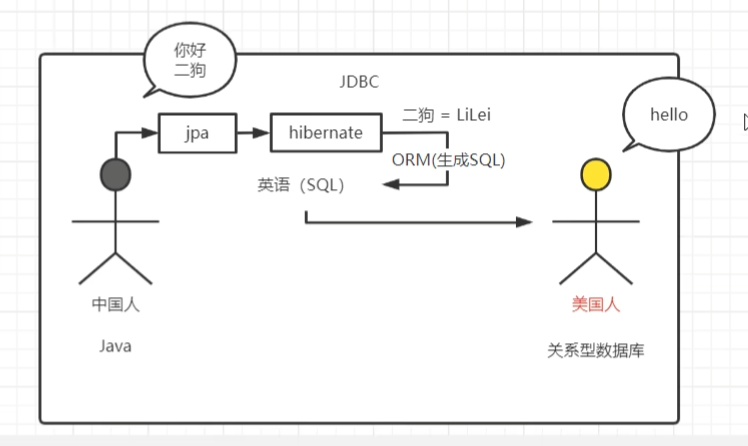 你好
二狗
JDBC
hello
jpa
hibernate
二狗 = LiLei
ORM(生成SQL)
英语（SQL）
中国人
美国人
Java
关系型数据库